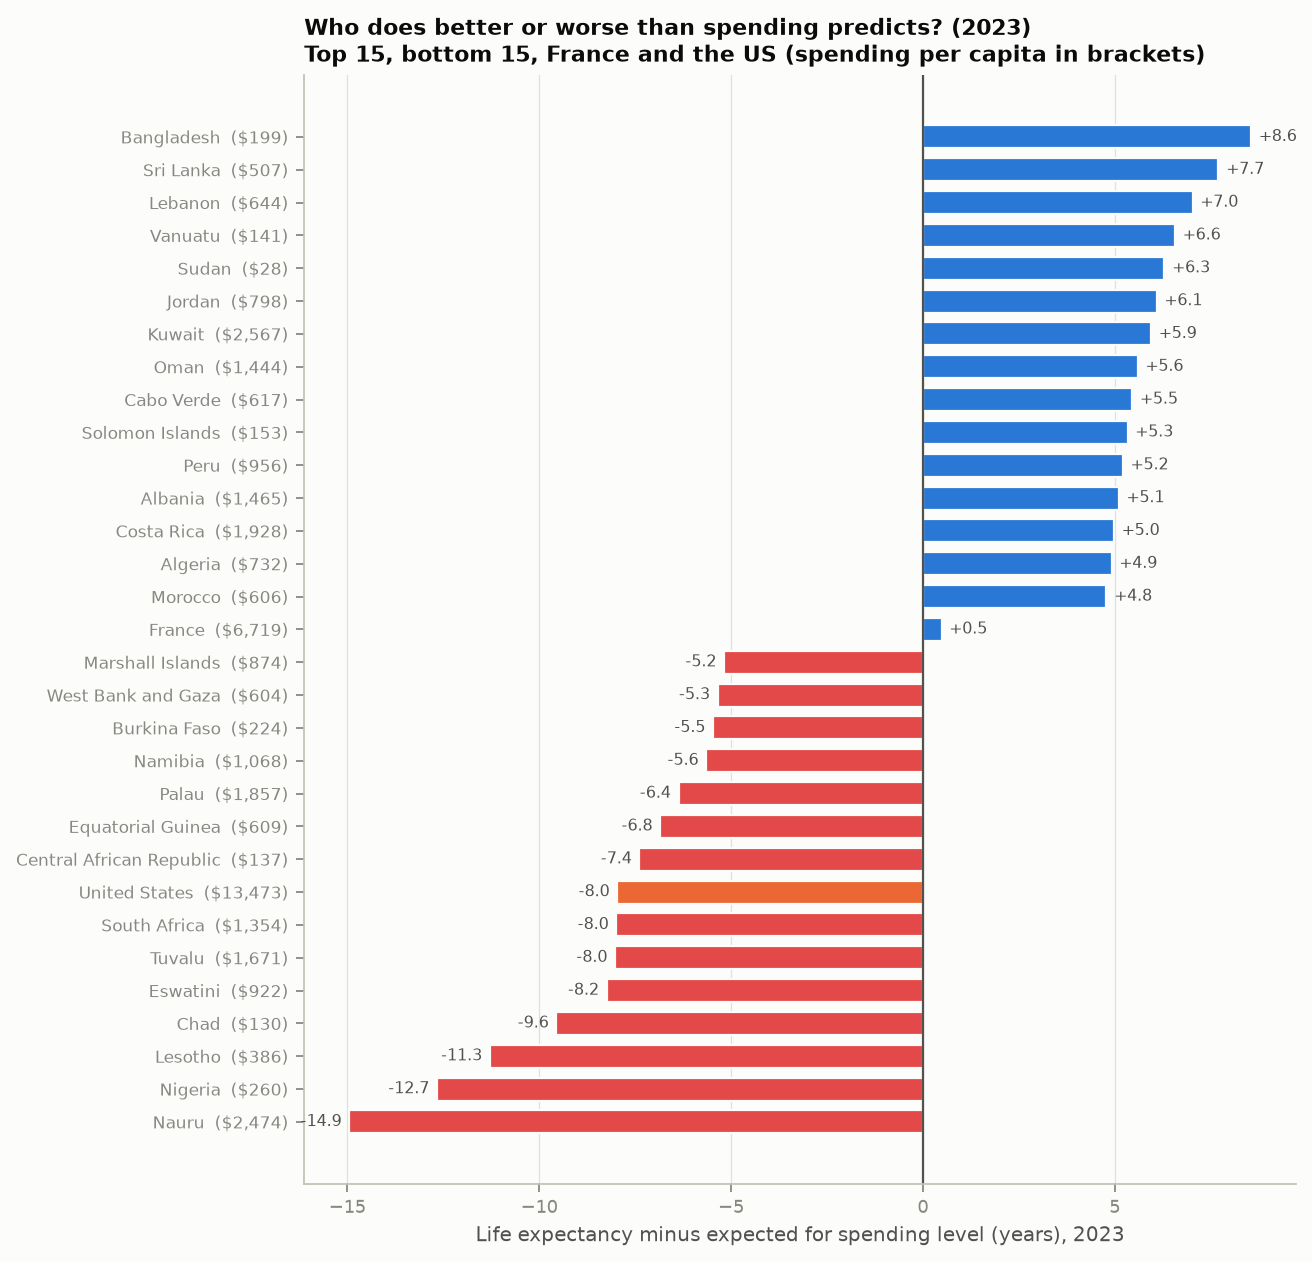 Who does better or worse than spending predicts? (2023)
Top 15, bottom 15, France and the US (spending per capita in brackets)
Bangladesh ($199) +8.6
Sri Lanka ($507) +7.7
Lebanon ($644) +7.0
Vanuatu ($141) +6.6
Sudan ($28) +6.3
Jordan ($798) +6.1
Kuwait ($2,567) +5.9
Oman ($1,444) +5.6
Cabo Verde ($617) +5.5
Solomon Islands ($153) +5.3
Peru ($956) +5.2
Albania ($1,465) +5.1
Costa Rica ($1,928) +5.0
Algeria ($732) +4.9
Morocco ($606) +4.8
France ($6,719) +0.5
Marshall Islands ($874) -5.2
West Bank and Gaza ($604) -5.3
Burkina Faso ($224) -5.5
Namibia ($1,068) -5.6
Palau ($1,857) -6.4
Equatorial Guinea ($609) -6.8
Central African Republic ($137) -7.4
United States ($13,473) -8.0
South Africa ($1,354) -8.0
Tuvalu ($1,671) -8.0
Eswatini ($922) -8.2
Chad ($130) -9.6
Lesotho ($386) -11.3
Nigeria ($260) -12.7
Nauru ($2,474) -14.9
−15 −10 −5 0 5
Life expectancy minus expected for spending level (years), 2023